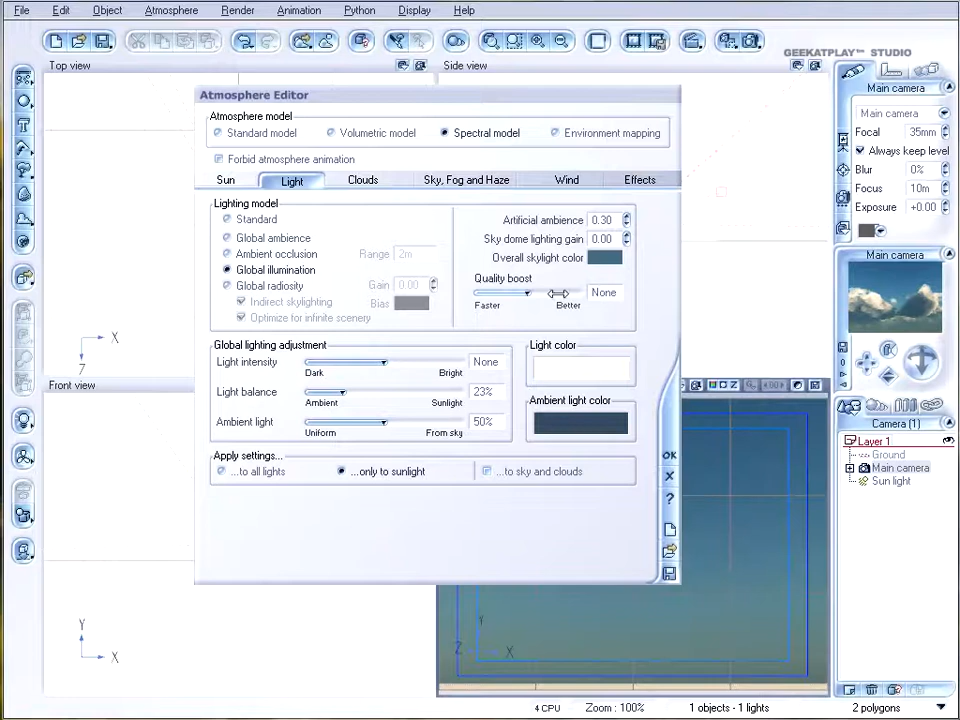 File Edit Object Atmosphere Render Animation Python Display Help
GEEKATPLAY™ STUDIO
Top view
Side view
Main camera
Main camera
Focal 35mm
Always keep level
Blur 0%
Focus 10m
Exposure +0.00
Main camera
Atmosphere Editor
Atmosphere model
Standard model Volumetric model Spectral model Environment mapping
Forbid atmosphere animation
Sun Light Clouds Sky, Fog and Haze Wind Effects
Lighting model
Standard
Global ambience
Ambient occlusion Range 2m
Global illumination
Global radiosity Gain 0.00
Indirect skylighting Bias
Optimize for infinite scenery
Artificial ambience 0.30
Sky dome lighting gain 0.00
Overall skylight color
Quality boost
None
Faster Better
Global lighting adjustment
Light intensity None
Dark Bright
Light balance 23%
Ambient Sunlight
Ambient light 50%
Uniform From sky
Light color
Ambient light color
Apply settings...
...to all lights ...only to sunlight ...to sky and clouds
OK
X
?
X
Front view
Y
X
Y
Z X
Camera (1)
Layer 1
Ground
Main camera
Sun light
4 CPU Zoom : 100% 1 objects - 1 lights 2 polygons